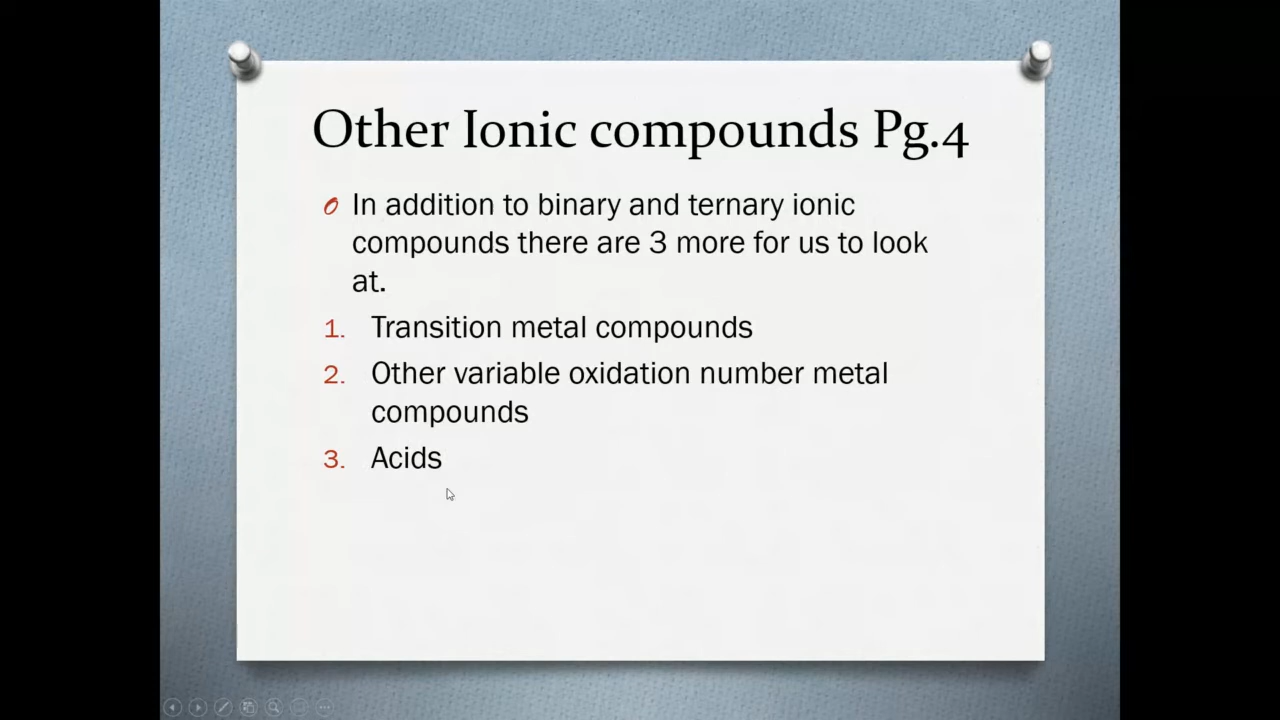 Other Ionic compounds Pg.4
In addition to binary and ternary ionic
compounds there are 3 more for us to look
at.
1. Transition metal compounds
2. Other variable oxidation number metal
compounds
3. Acids